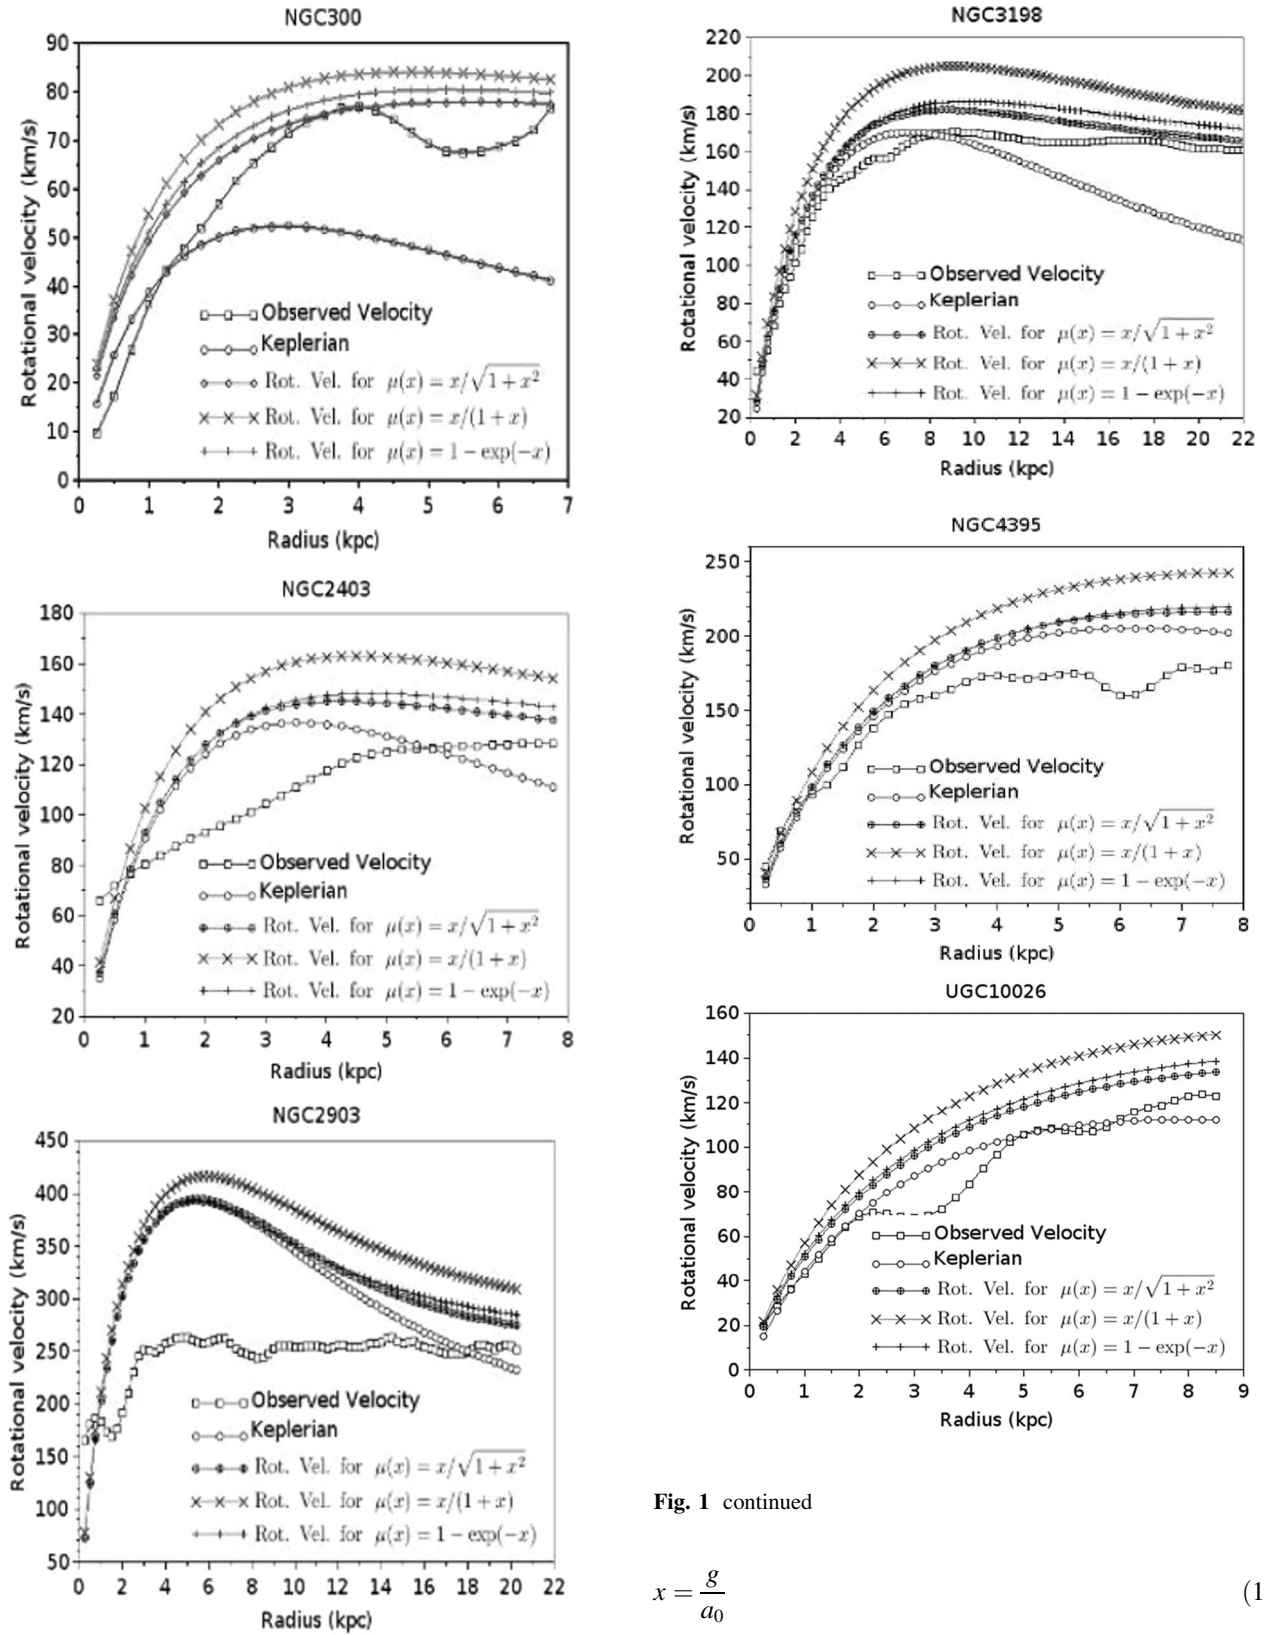 NGC300
Rotational velocity (km/s)
90
80
70
60
50
40
30
20
10
0
Observed Velocity
Keplerian
Rot. Vel. for μ(x) = x/√1 + x²
Rot. Vel. for μ(x) = x/(1 + x)
Rot. Vel. for μ(x) = 1 − exp(−x)
0 1 2 3 4 5 6 7
Radius (kpc)
NGC2403
Rotational velocity (km/s)
180
160
140
120
100
80
60
40
20
Observed Velocity
Keplerian
Rot. Vel. for μ(x) = x/√1 + x²
Rot. Vel. for μ(x) = x/(1 + x)
Rot. Vel. for μ(x) = 1 − exp(−x)
0 1 2 3 4 5 6 7 8
Radius (kpc)
NGC2903
Rotational velocity (km/s)
450
400
350
300
250
200
150
100
50
Observed Velocity
Keplerian
Rot. Vel. for μ(x) = x/√1 + x²
Rot. Vel. for μ(x) = x/(1 + x)
Rot. Vel. for μ(x) = 1 − exp(−x)
0 2 4 6 8 10 12 14 16 18 20 22
Radius (kpc)
NGC3198
Rotational velocity (km/s)
220
200
180
160
140
120
100
80
60
40
20
Observed Velocity
Keplerian
Rot. Vel. for μ(x) = x/√1 + x²
Rot. Vel. for μ(x) = x/(1 + x)
Rot. Vel. for μ(x) = 1 − exp(−x)
0 2 4 6 8 10 12 14 16 18 20 22
Radius (kpc)
NGC4395
Rotational velocity (km/s)
250
200
150
100
50
Observed Velocity
Keplerian
Rot. Vel. for μ(x) = x/√1 + x²
Rot. Vel. for μ(x) = x/(1 + x)
Rot. Vel. for μ(x) = 1 − exp(−x)
0 1 2 3 4 5 6 7 8
Radius (kpc)
UGC10026
Rotational velocity (km/s)
160
140
120
100
80
60
40
20
0
Observed Velocity
Keplerian
Rot. Vel. for μ(x) = x/√1 + x²
Rot. Vel. for μ(x) = x/(1 + x)
Rot. Vel. for μ(x) = 1 − exp(−x)
0 1 2 3 4 5 6 7 8 9
Radius (kpc)
Fig. 1 continued
x = g/a₀ (1